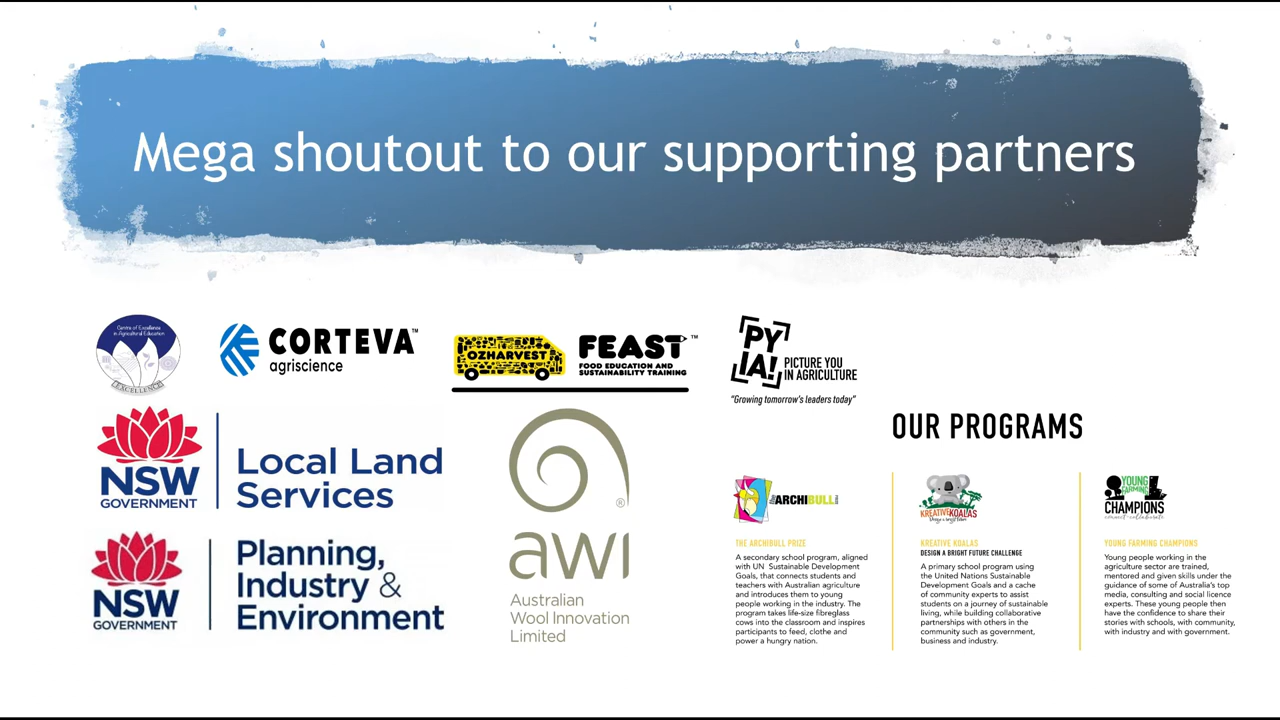 Mega shoutout to our supporting partners
Centre of Excellence
in Agricultural Education
EXCELLENCE
CORTEVA™
agriscience
OZHARVEST
FEAST™
FOOD EDUCATION AND
SUSTAINABILITY TRAINING
PY
IA!
PICTURE YOU
IN AGRICULTURE
"Growing tomorrow's leaders today"
NSW
GOVERNMENT
Local Land
Services
NSW
GOVERNMENT
Planning,
Industry &
Environment
®
awi
Australian
Wool Innovation
Limited
OUR PROGRAMS
ARCHIBULL
THE ARCHIBULL PRIZE
A secondary school program, aligned
with UN Sustainable Development
Goals, that connects students and
teachers with Australian agriculture
and introduces them to young
people working in the industry. The
program takes life-size fibreglass
cows into the classroom and inspires
participants to feed, clothe and
power a hungry nation.
KREATIVE KOALAS
Design a bright future
KREATIVE KOALAS
DESIGN A BRIGHT FUTURE CHALLENGE
A primary school program using
the United Nations Sustainable
Development Goals and a cache
of community experts to assist
students on a journey of sustainable
living, while building collaborative
partnerships with others in the
community such as government,
business and industry.
YOUNG
FARMING
CHAMPIONS
YOUNG FARMING CHAMPIONS
Young people working in the
agriculture sector are trained,
mentored and given skills under the
guidance of some of Australia's top
media, consulting and social licence
experts. These young people then
have the confidence to share their
stories with schools, with community,
with industry and with government.